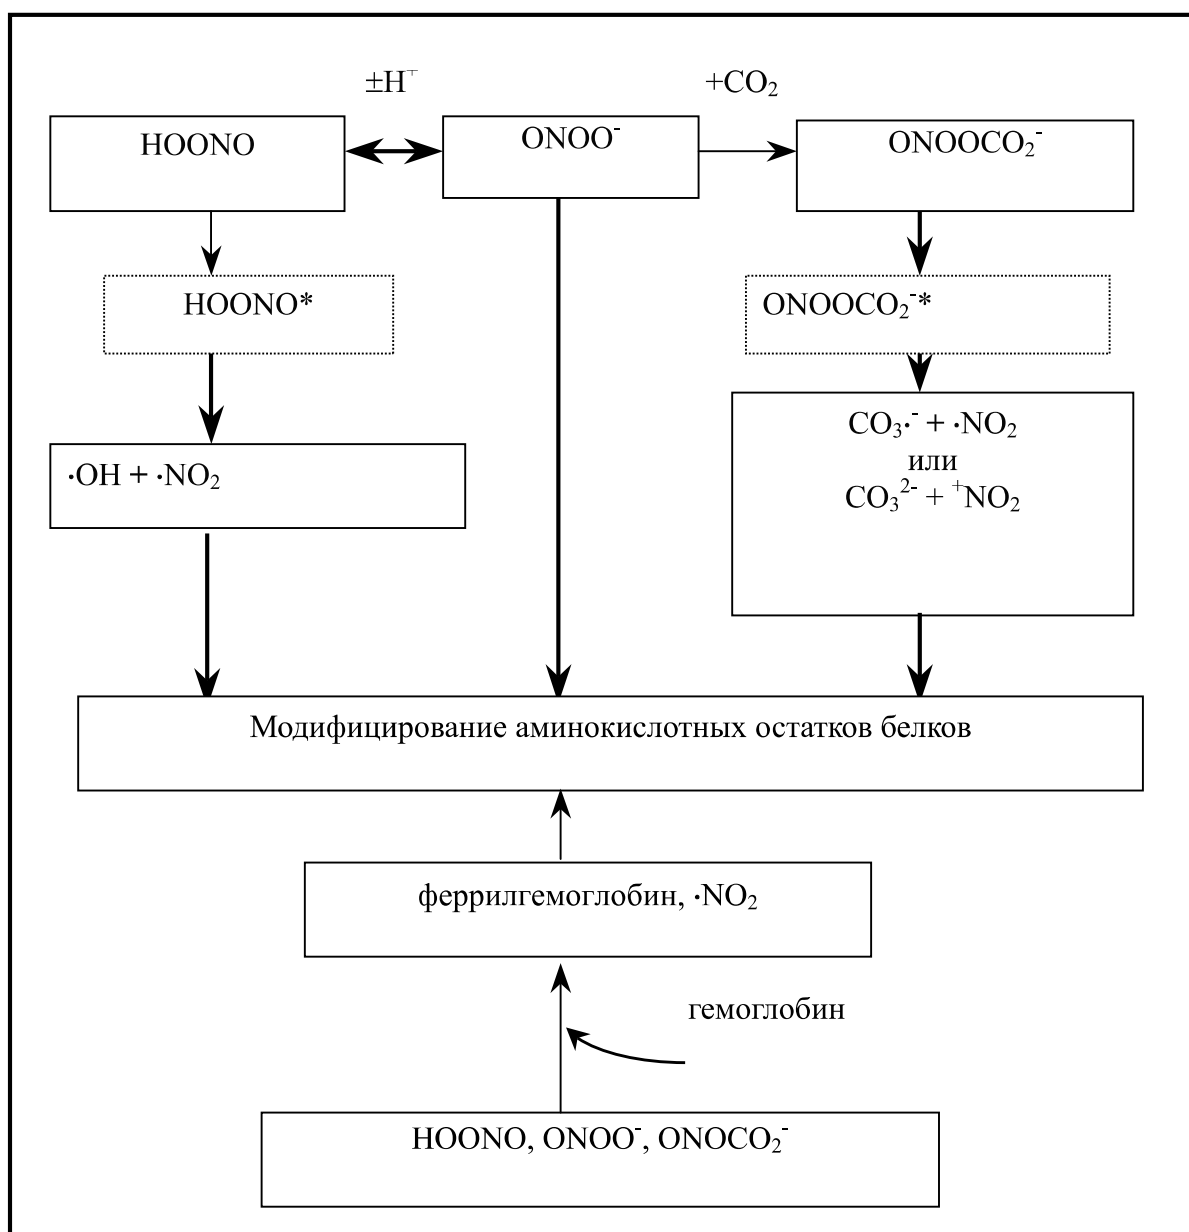 ±H⁺ +CO₂
HOONO ONOO⁻ ONOOCO₂⁻
HOONO* ONOOCO₂⁻*
CO₃·⁻ + ·NO₂
или
·OH + ·NO₂
CO₃²⁻ + ⁺NO₂
Модифицирование аминокислотных остатков белков
феррилгемоглобин, ·NO₂
гемоглобин
HOONO, ONOO⁻, ONOCO₂⁻